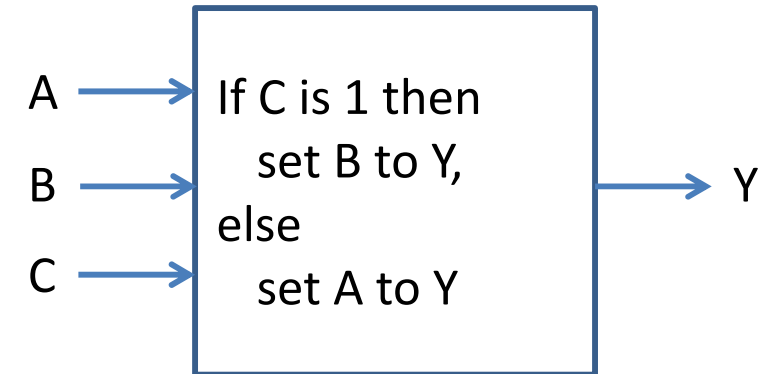 A
B
C
If C is 1 then
set B to Y,
else
set A to Y
Y